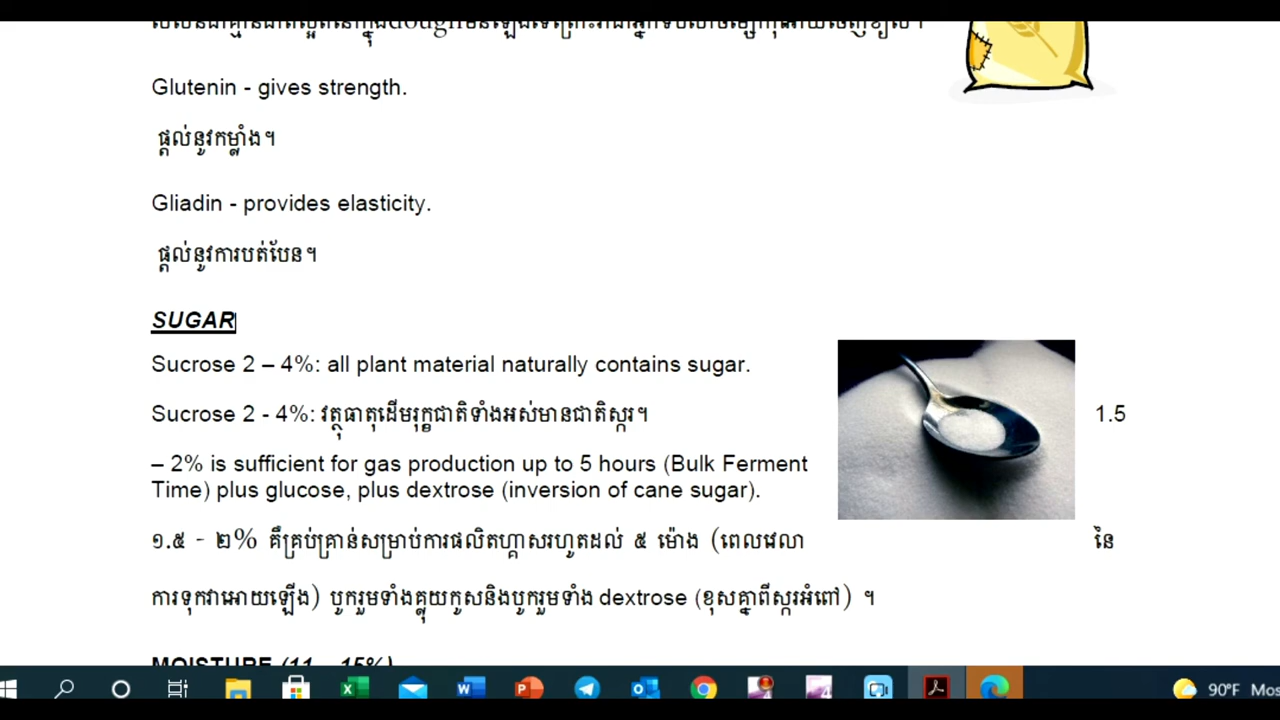 Glutenin - gives strength.
ផ្តល់នូវកម្លាំង។
Gliadin - provides elasticity.
ផ្តល់នូវការបត់បែន។
SUGAR
Sucrose 2 – 4%: all plant material naturally contains sugar.
Sucrose 2 - 4%: វត្ថុធាតុដើមរុក្ខជាតិទាំងអស់មានជាតិស្ករ។ 1.5
– 2% is sufficient for gas production up to 5 hours (Bulk Ferment
Time) plus glucose, plus dextrose (inversion of cane sugar).
១.៥ - ២% គឺគ្រប់គ្រាន់សម្រាប់ការផលិតហ្គាសរហូតដល់ ៥ ម៉ោង (ពេលវេលា នៃ
ការទុកវាអោយឡើង) បូករួមទាំងគ្លុយកូសនិងបូករួមទាំង dextrose (ខុសគ្នាពីស្ករអំពៅ) ។
MOISTURE (11 – 15%)
90°F Mos